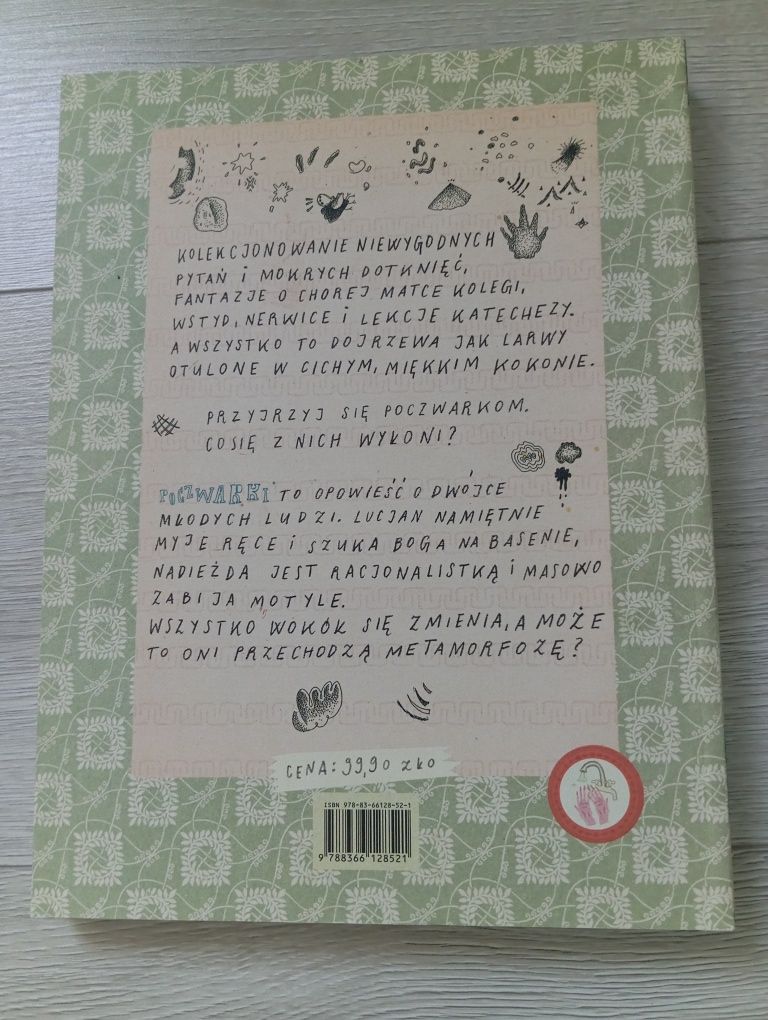 KOLEKCJONOWANIE NIEWYGODNYCH
PYTAŃ I MOKRYCH DOTKNIĘĆ,
FANTAZJE O CHOREJ MATCE KOLEGI,
WSTYD, NERWICE I LEKCJE KATECHEZY.
A WSZYSTKO TO DOJRZEWA JAK LARWY
OTULONE W CICHYM, MIĘKKIM KOKONIE.
PRZYJRZYJ SIĘ POCZWARKOM.
CO SIĘ Z NICH WYŁONI?
POCZWARKI TO OPOWIEŚĆ O DWÓJCE
MŁODYCH LUDZI. LUCJAN NAMIĘTNIE
MYJE RĘCE I SZUKA BOGA NA BASENIE,
NADIEŻDA JEST RACJONALISTKĄ I MASOWO
ZABIJA MOTYLE.
WSZYSTKO WOKÓŁ SIĘ ZMIENIA, A MOŻE
TO ONI PRZECHODZĄ METAMORFOZĘ?
CENA: 99,90 zło
ISBN 978-83-66128-52-1
9 788366 128521